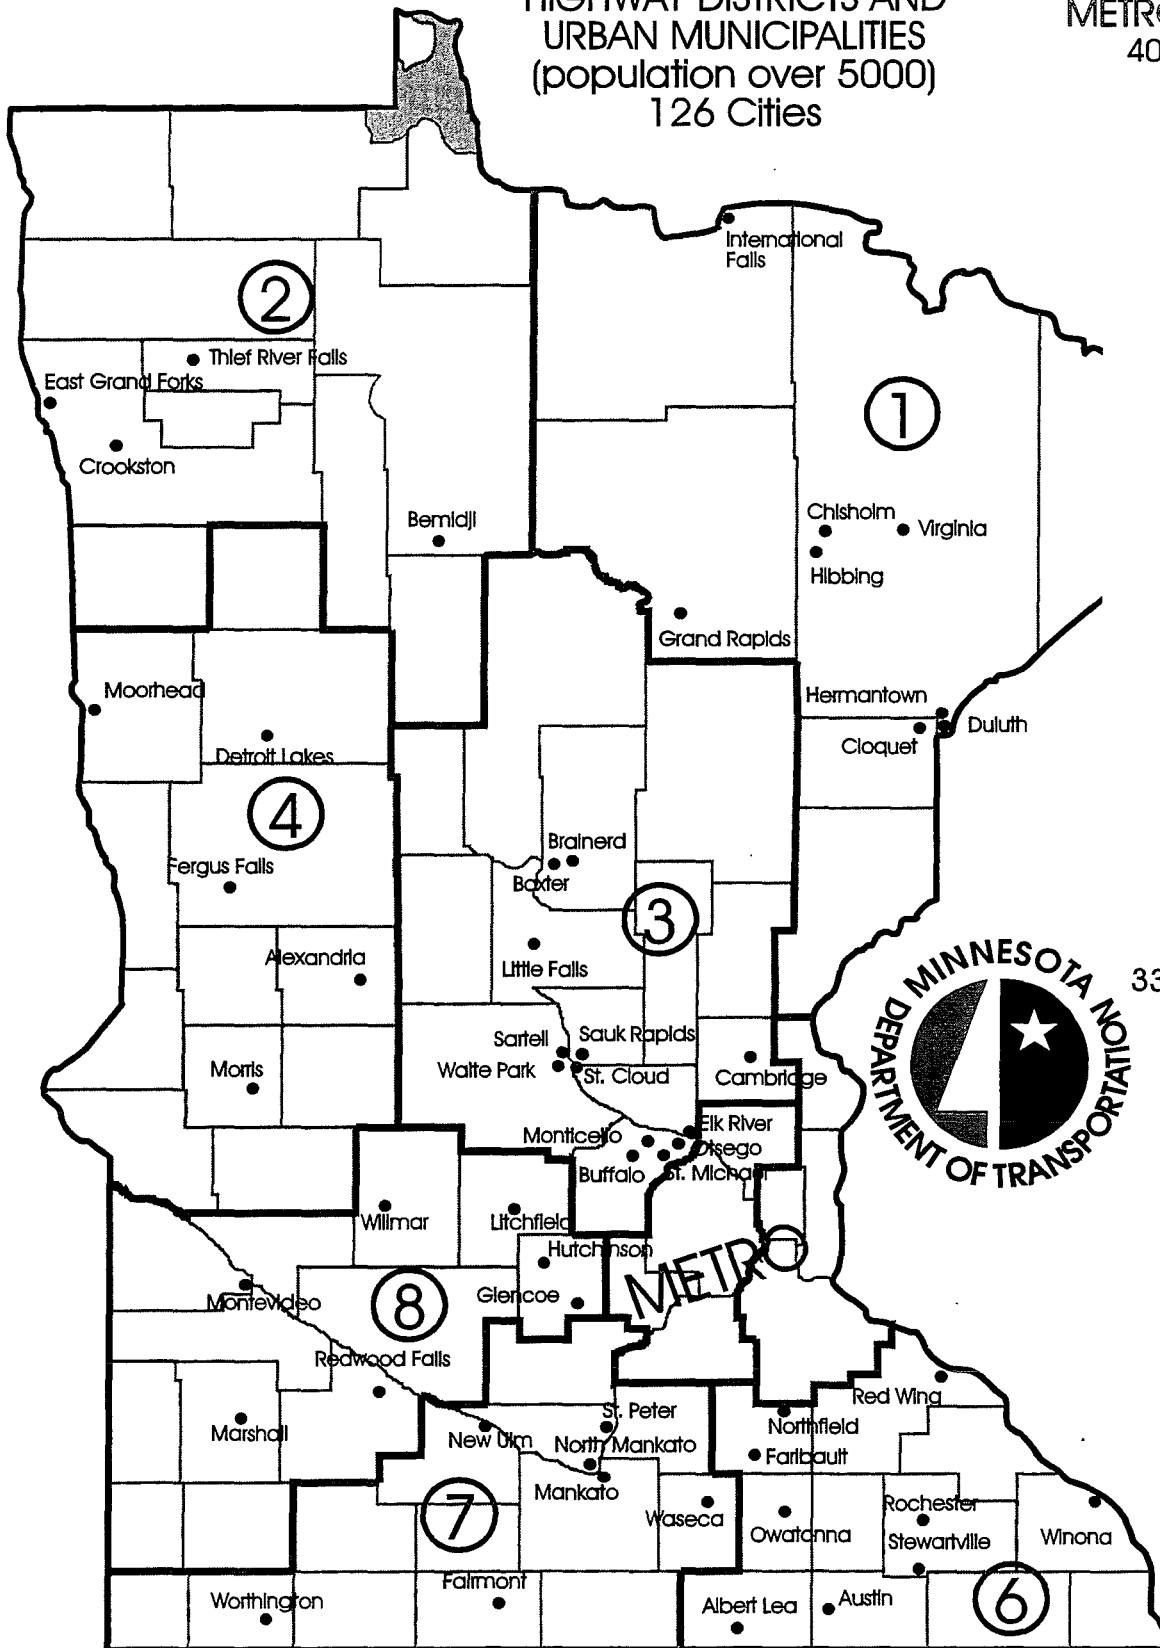 HIGHWAY DISTRICTS AND
URBAN MUNICIPALITIES
(population over 5000)
126 Cities
METRO
40
International
Falls
2
Thief River Falls
East Grand Forks
Crookston
Bemidji
1
Chisholm
Virginia
Hibbing
Grand Rapids
Moorhead
Detroit Lakes
Hermantown
Duluth
Cloquet
4
Fergus Falls
Brainerd
Baxter
3
Little Falls
Alexandria
Morris
Sartell
Sauk Rapids
Waite Park
St. Cloud
Cambridge
MINNESOTA
DEPARTMENT OF TRANSPORTATION
33
Monticello
Elk River
Otsego
Buffalo
St. Michael
Willmar
Litchfield
Hutchinson
METRO
Montevideo
8
Glencoe
Redwood Falls
Marshall
Red Wing
St. Peter
Northfield
New Ulm
North Mankato
Faribault
Mankato
7
Waseca
Owatonna
Rochester
Stewartville
Winona
Worthington
Fairmont
Albert Lea
Austin
6